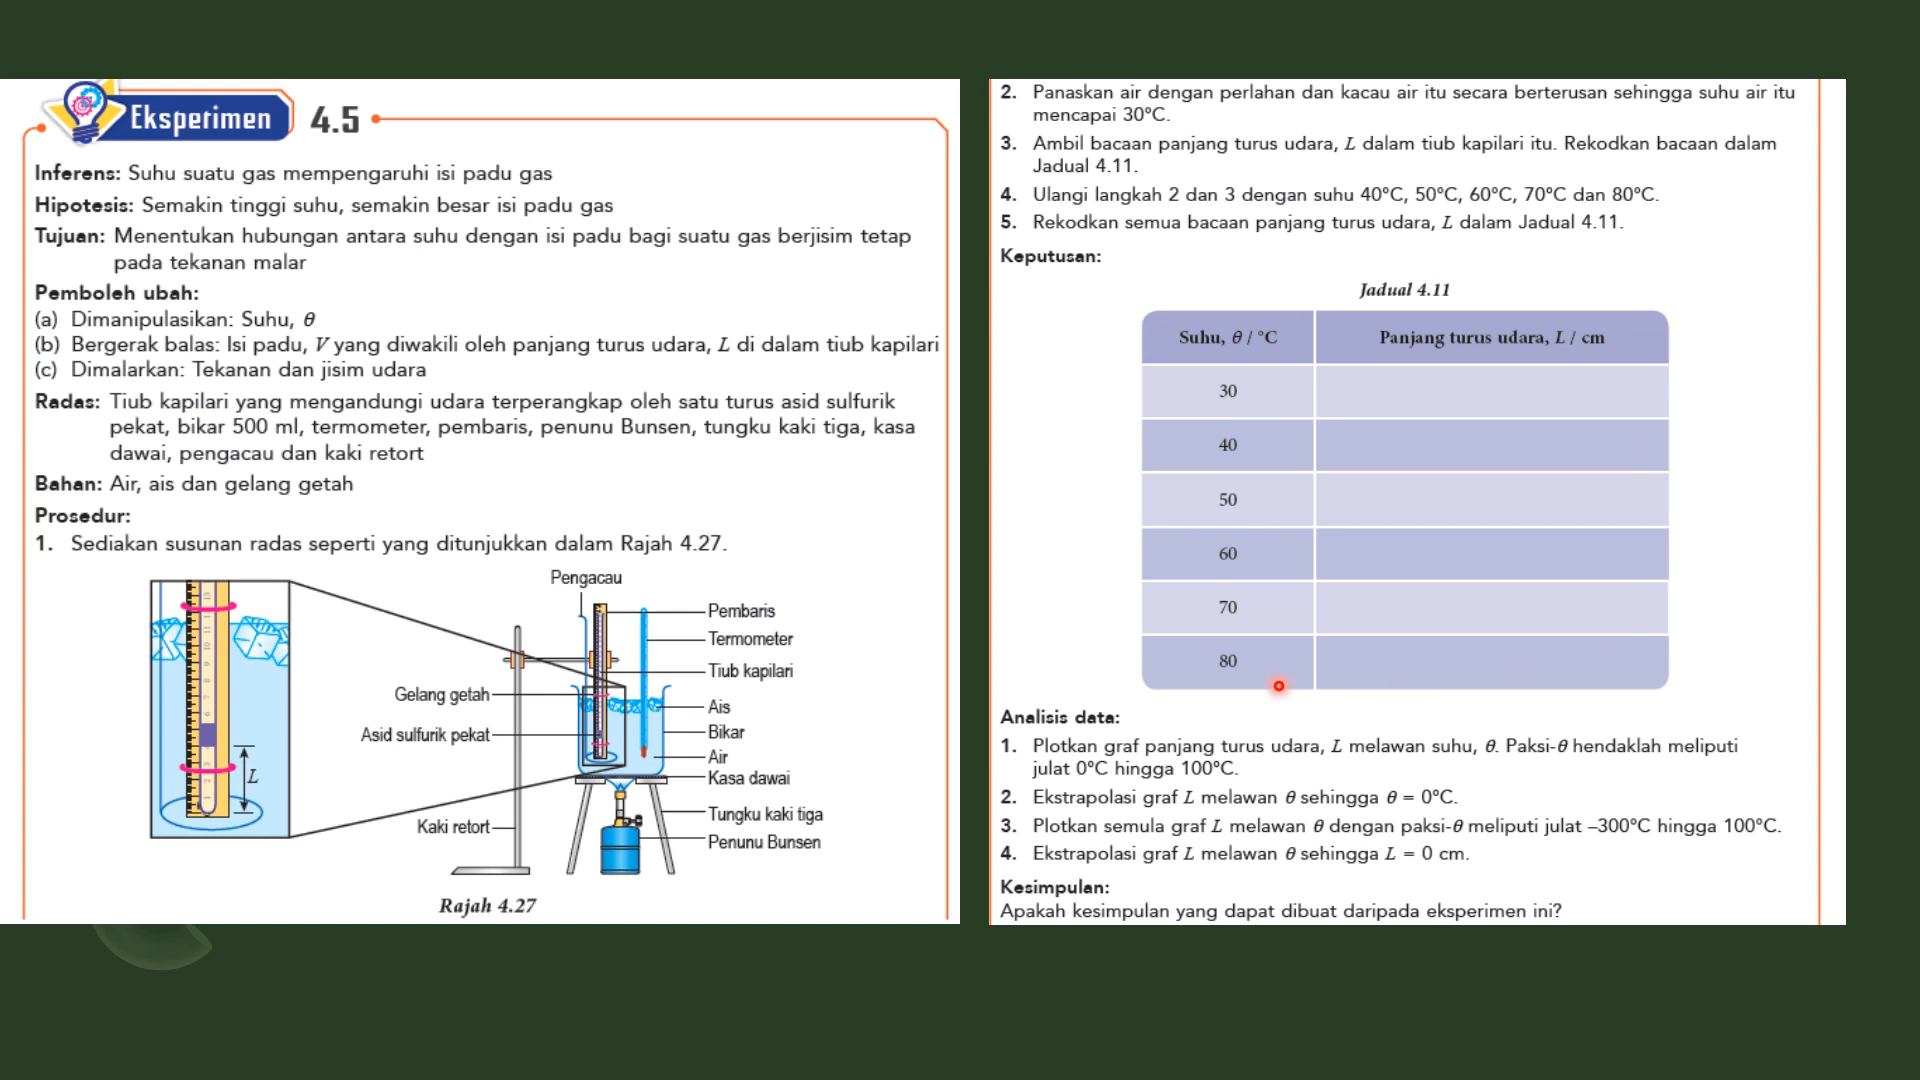 Eksperimen 4.5
Inferens: Suhu suatu gas mempengaruhi isi padu gas
Hipotesis: Semakin tinggi suhu, semakin besar isi padu gas
Tujuan: Menentukan hubungan antara suhu dengan isi padu bagi suatu gas berjisim tetap
pada tekanan malar
Pemboleh ubah:
(a) Dimanipulasikan: Suhu, θ
(b) Bergerak balas: Isi padu, V yang diwakili oleh panjang turus udara, L di dalam tiub kapilari
(c) Dimalarkan: Tekanan dan jisim udara
Radas: Tiub kapilari yang mengandungi udara terperangkap oleh satu turus asid sulfurik
pekat, bikar 500 ml, termometer, pembaris, penunu Bunsen, tungku kaki tiga, kasa
dawai, pengacau dan kaki retort
Bahan: Air, ais dan gelang getah
Prosedur:
1. Sediakan susunan radas seperti yang ditunjukkan dalam Rajah 4.27.
Pengacau
Pembaris
Termometer
Tiub kapilari
Gelang getah
Ais
Asid sulfurik pekat
Bikar
Air
Kasa dawai
L
Tungku kaki tiga
Kaki retort
Penunu Bunsen
Rajah 4.27
2. Panaskan air dengan perlahan dan kacau air itu secara berterusan sehingga suhu air itu
mencapai 30°C.
3. Ambil bacaan panjang turus udara, L dalam tiub kapilari itu. Rekodkan bacaan dalam
Jadual 4.11.
4. Ulangi langkah 2 dan 3 dengan suhu 40°C, 50°C, 60°C, 70°C dan 80°C.
5. Rekodkan semua bacaan panjang turus udara, L dalam Jadual 4.11.
Keputusan:
Jadual 4.11
Suhu, θ / °C Panjang turus udara, L / cm
30
40
50
60
70
80
Analisis data:
1. Plotkan graf panjang turus udara, L melawan suhu, θ. Paksi-θ hendaklah meliputi
julat 0°C hingga 100°C.
2. Ekstrapolasi graf L melawan θ sehingga θ = 0°C.
3. Plotkan semula graf L melawan θ dengan paksi-θ meliputi julat –300°C hingga 100°C.
4. Ekstrapolasi graf L melawan θ sehingga L = 0 cm.
Kesimpulan:
Apakah kesimpulan yang dapat dibuat daripada eksperimen ini?